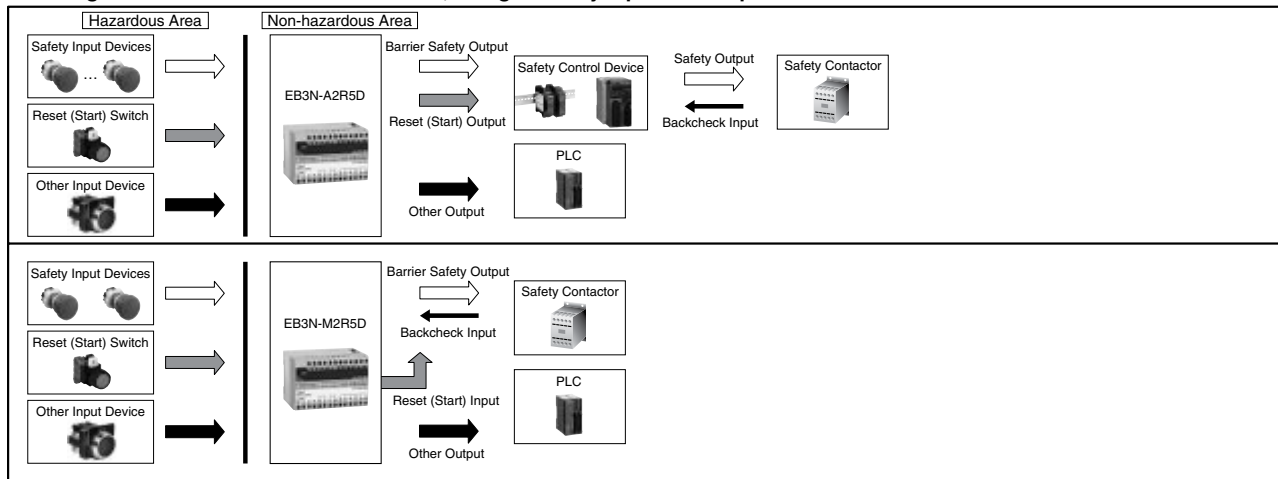 Hazardous Area
Non-hazardous Area
Safety Input Devices
...
Reset (Start) Switch
Other Input Device
EB3N-A2R5D
Barrier Safety Output
Reset (Start) Output
Other Output
Safety Control Device
PLC
Safety Output
Backcheck Input
Safety Contactor
Safety Input Devices
Reset (Start) Switch
Other Input Device
EB3N-M2R5D
Barrier Safety Output
Backcheck Input
Reset (Start) Input
Other Output
Safety Contactor
PLC